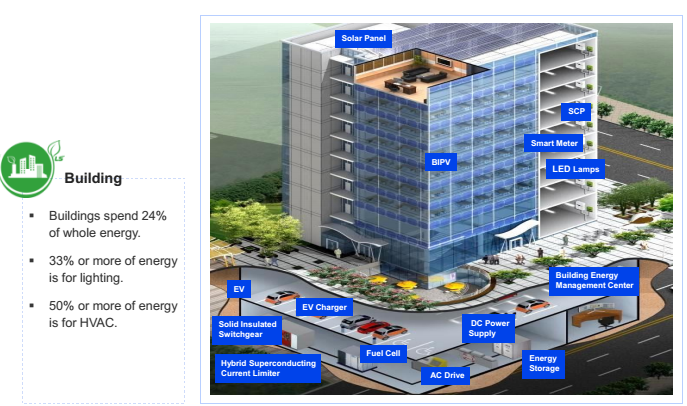 LS
Building
▪ Buildings spend 24%
of whole energy.
▪ 33% or more of energy
is for lighting.
▪ 50% or more of energy
is for HVAC.
Solar Panel
SCP
Smart Meter
BIPV
LED Lamps
Building Energy
Management Center
EV
EV Charger
Solid Insulated
Switchgear
DC Power
Supply
Fuel Cell
Hybrid Superconducting
Current Limiter
Energy
Storage
AC Drive